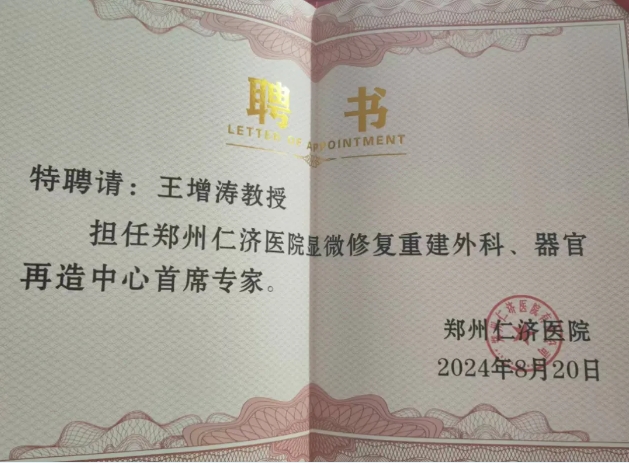 聘书
LETTER OF APPOINTMENT
特聘请：王增涛教授
担任郑州仁济医院显微修复重建外科、器官
再造中心首席专家。
郑州仁济医院
2024年8月20日